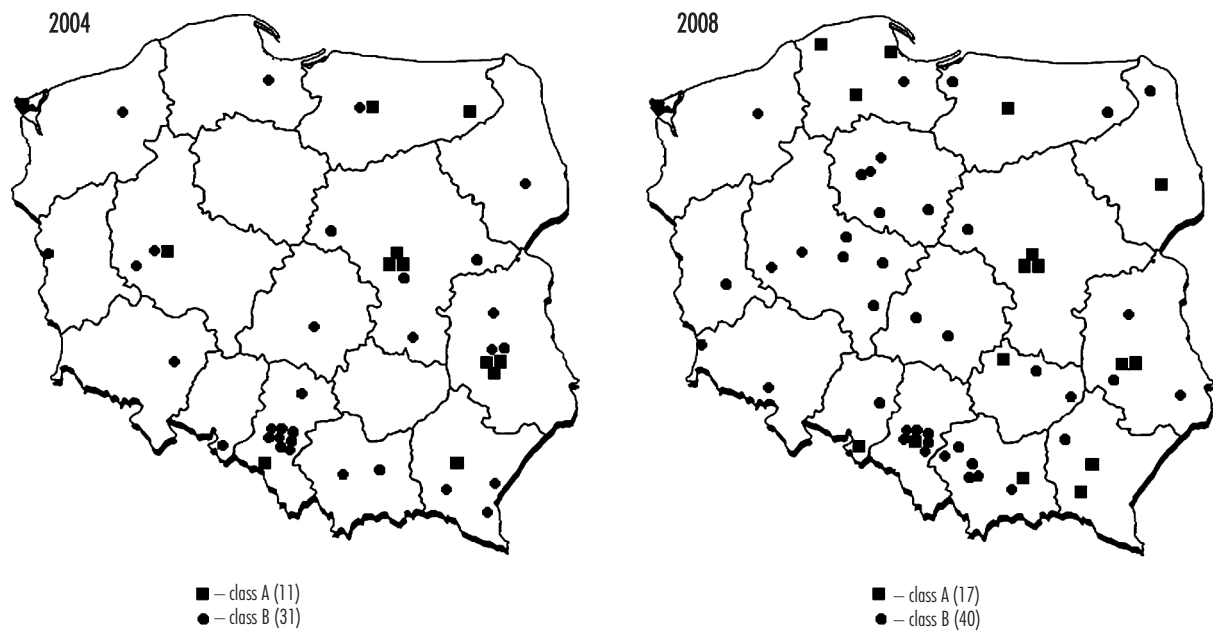 2004
2008
– class A (11)
– class B (31)
– class A (17)
– class B (40)